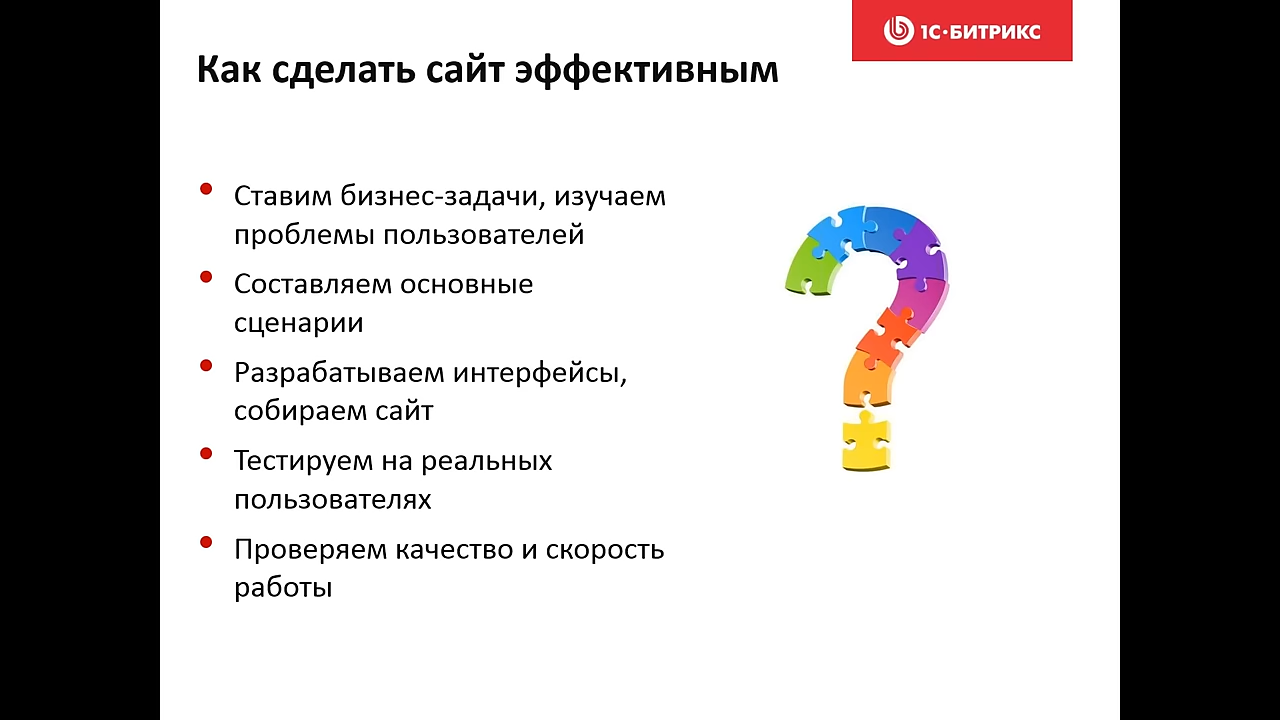 1С·БИТРИКС
Как сделать сайт эффективным
Ставим бизнес-задачи, изучаем
проблемы пользователей
Составляем основные
сценарии
Разрабатываем интерфейсы,
собираем сайт
Тестируем на реальных
пользователях
Проверяем качество и скорость
работы